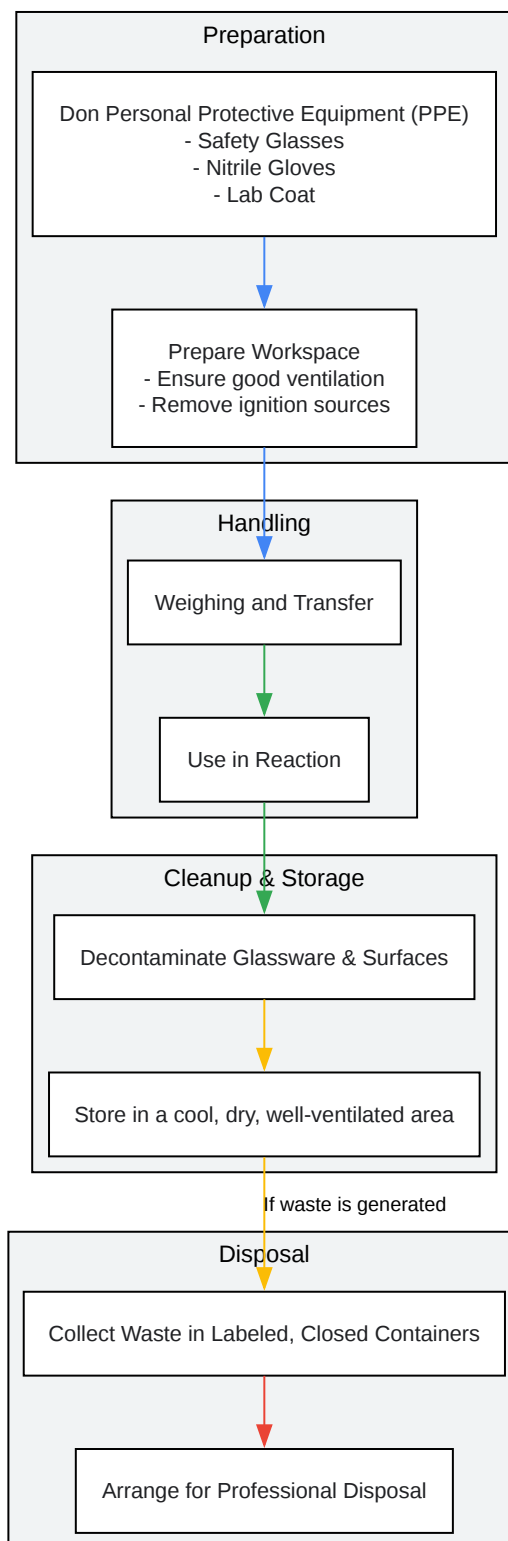 Preparation
Don Personal Protective Equipment (PPE)
- Safety Glasses
- Nitrile Gloves
- Lab Coat
Prepare Workspace
- Ensure good ventilation
- Remove ignition sources
Handling
Weighing and Transfer
Use in Reaction
Cleanup & Storage
Decontaminate Glassware & Surfaces
Store in a cool, dry, well-ventilated area
If waste is generated
Disposal
Collect Waste in Labeled, Closed Containers
Arrange for Professional Disposal